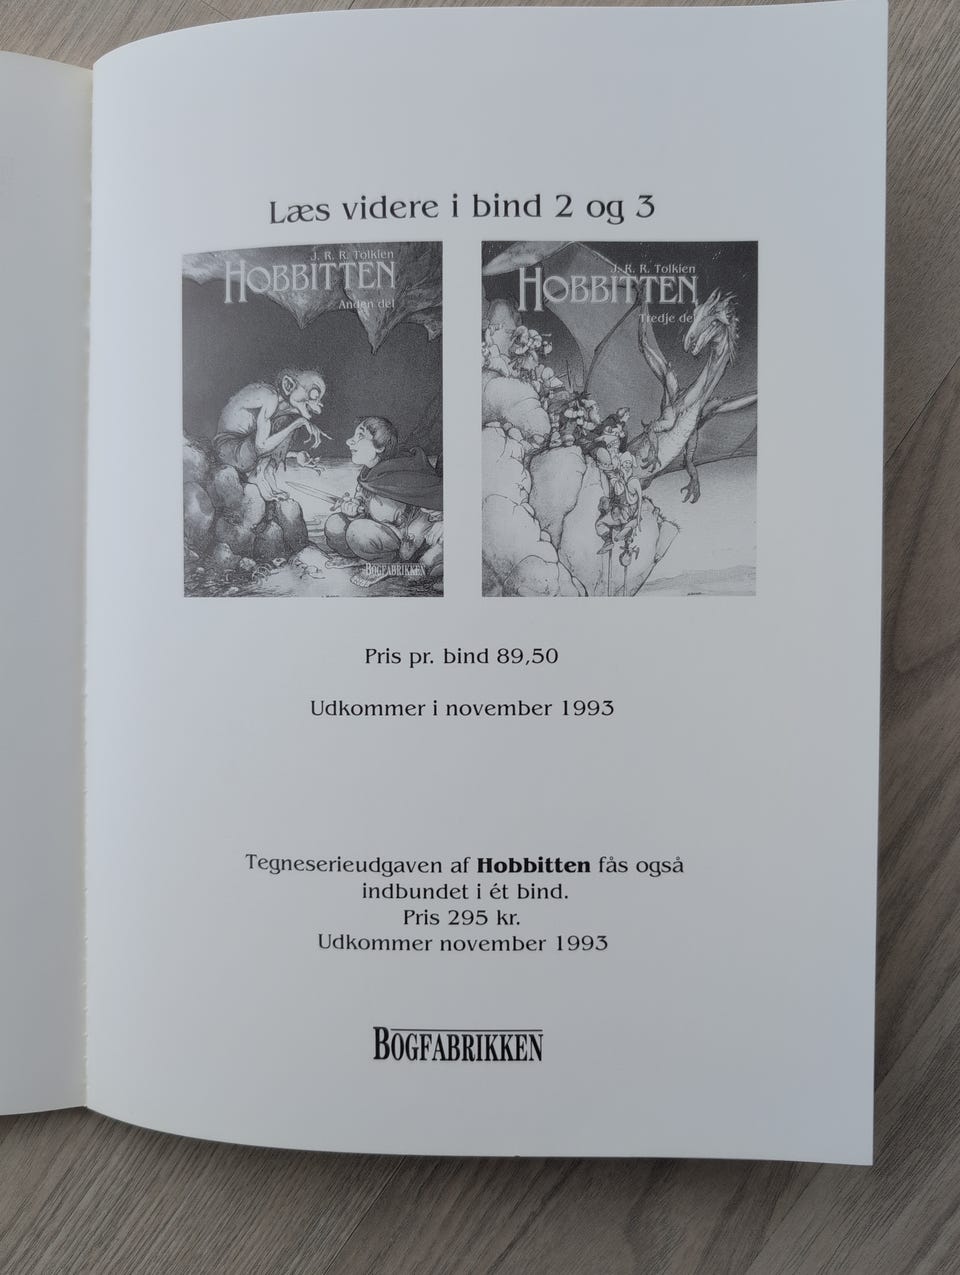 Læs videre i bind 2 og 3
J. R. R. Tolkien
HOBBITTEN
Anden del
BOGFABRIKKEN
J. R. R. Tolkien
HOBBITTEN
Tredje del
Pris pr. bind 89,50
Udkommer i november 1993
Tegneserieudgaven af Hobbitten fås også
indbundet i ét bind.
Pris 295 kr.
Udkommer november 1993
BOGFABRIKKEN